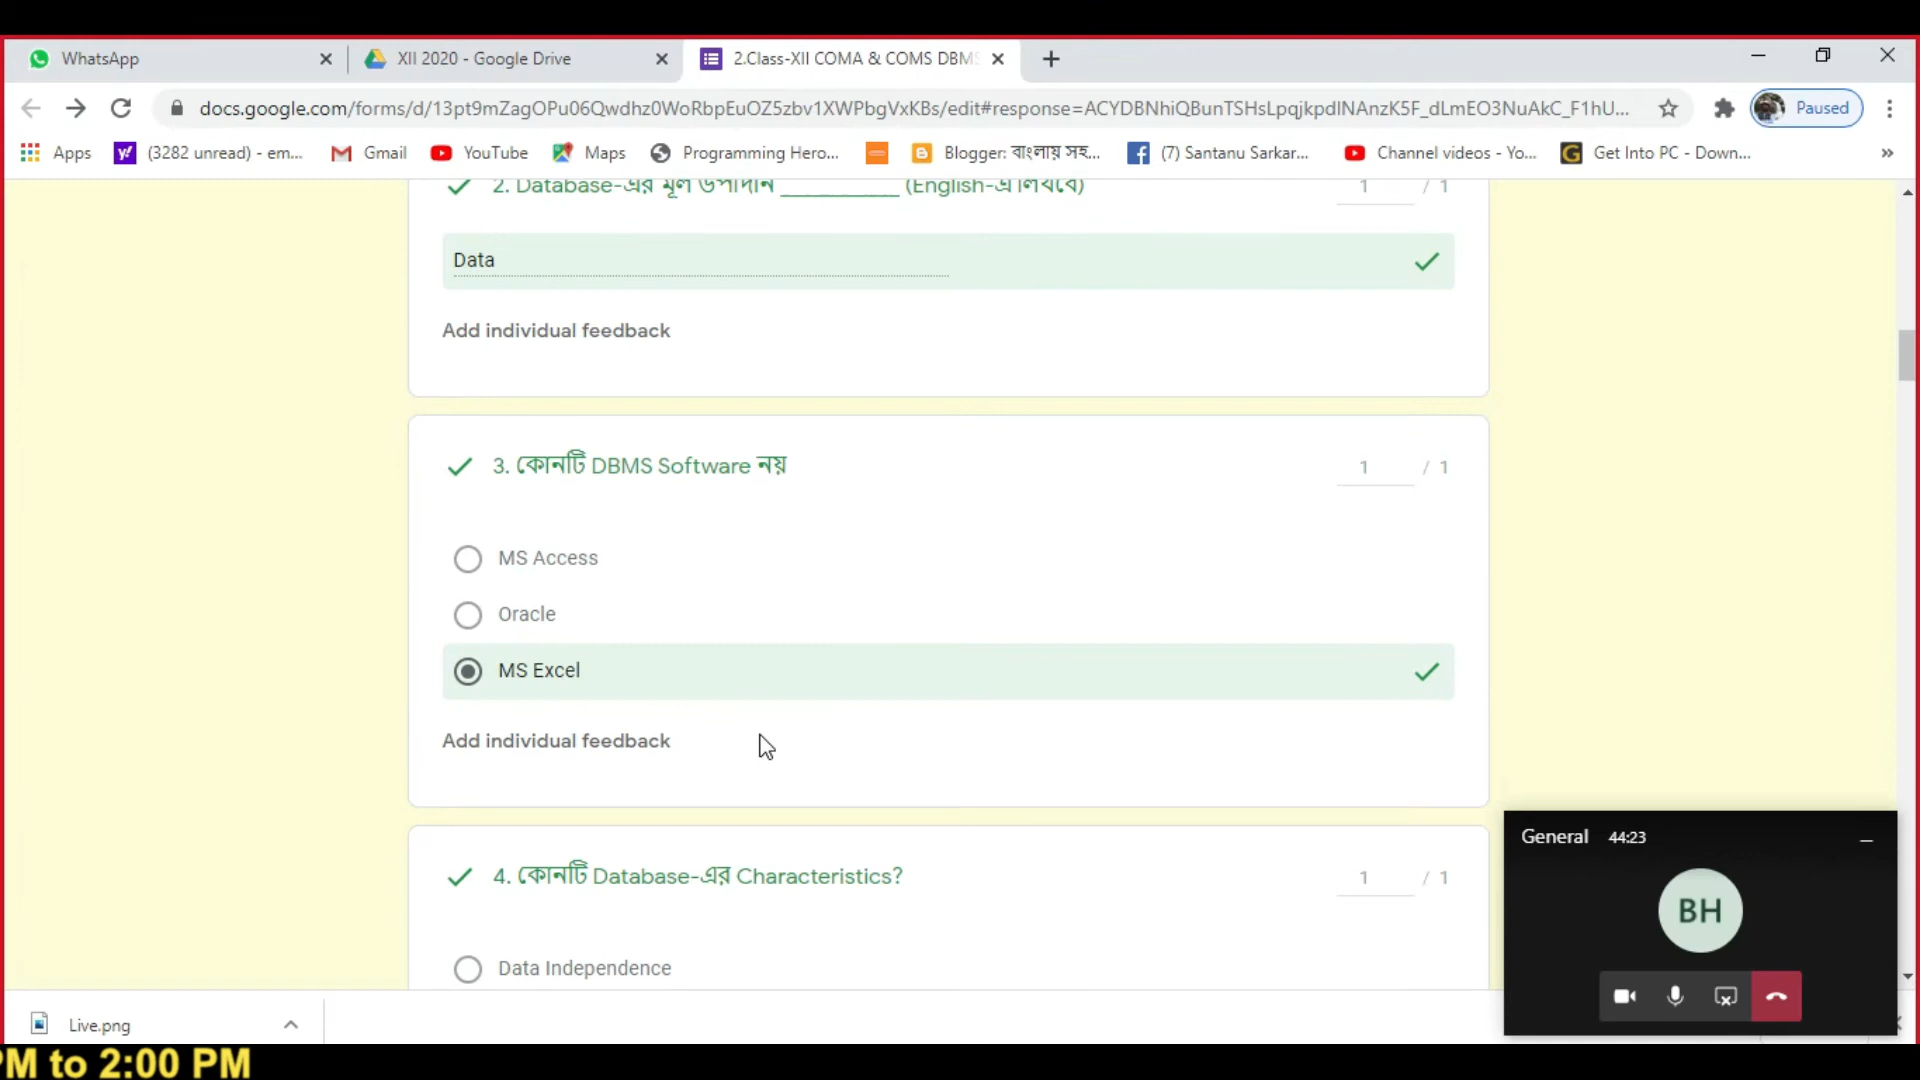 WhatsApp
XII 2020 - Google Drive
2.Class-XII COMA & COMS DBMS
docs.google.com/forms/d/13pt9mZagOPu06Qwdhz0WoRbpEuOZ5zbv1XWPbgVxKBs/edit#response=ACYDBNhiQBunTSHsLpqjkpdlNAnzK5F_dLmEO3NuAkC_F1hU...
Paused
Apps
(3282 unread) - em...
Gmail
YouTube
Maps
Programming Hero...
Blogger: বাংলায় সহ...
(7) Santanu Sarkar...
Channel videos - Yo...
Get Into PC - Down...
»
2. Database-এর মূল উপাদান __________ (English-এ লিখবে)
1 / 1
Data
Add individual feedback
3. কোনটি DBMS Software নয়
1 / 1
MS Access
Oracle
MS Excel
Add individual feedback
4. কোনটি Database-এর Characteristics?
1 / 1
Data Independence
General 44:23
BH
Live.png
PM to 2:00 PM